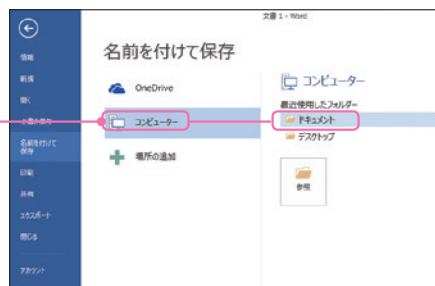 文書 1 - Word
情報
新規
開く
上書き保存
名前を付けて
保存
印刷
共有
エクスポート
閉じる
アカウント
名前を付けて保存
OneDrive
コンピューター
場所の追加
コンピューター
最近使用したフォルダー
ドキュメント
デスクトップ
参照